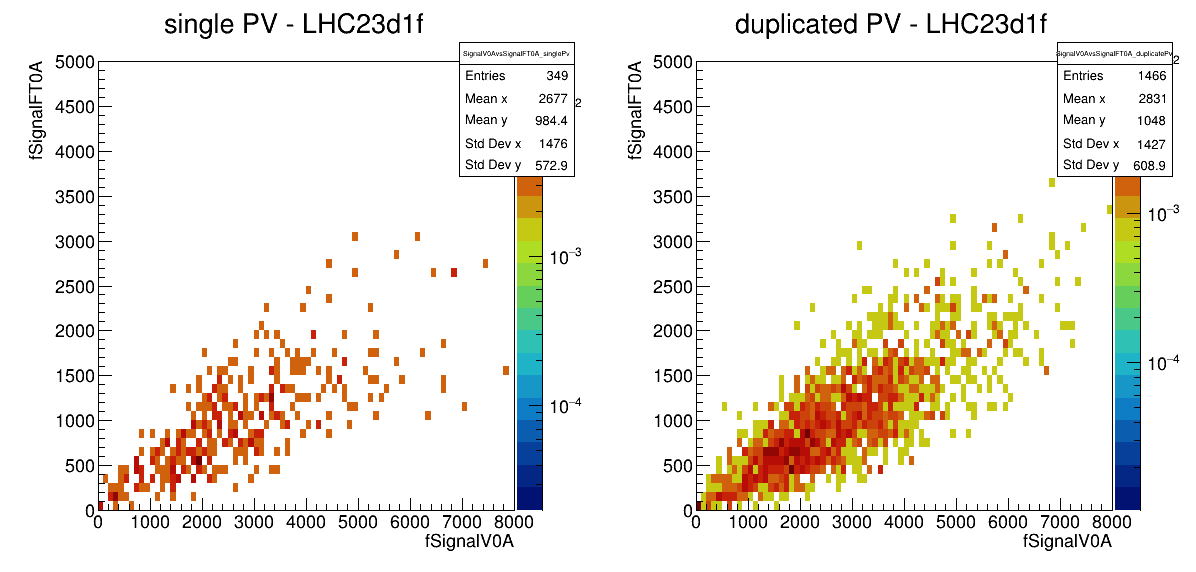 single PV - LHC23d1f
fSignalFT0A
5000
4500
4000
3500
3000
2500
2000
1500
1000
500
0
0 1000 2000 3000 4000 5000 6000 7000 8000
fSignalV0A
SignalV0AvsSignalFT0A_singlePv
Entries 349
Mean x 2677
Mean y 984.4
Std Dev x 1476
Std Dev y 572.9
2
10−3
10−4
duplicated PV - LHC23d1f
fSignalFT0A
5000
4500
4000
3500
3000
2500
2000
1500
1000
500
0
0 1000 2000 3000 4000 5000 6000 7000 8000
fSignalV0A
SignalV0AvsSignalFT0A_duplicatePv
Entries 1466
Mean x 2831
Mean y 1048
Std Dev x 1427
Std Dev y 608.9
2
10−3
10−4